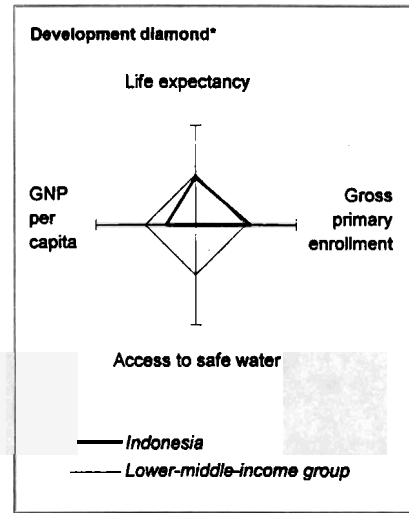 Development diamond*
Life expectancy
GNP
per
capita
Gross
primary
enrollment
Access to safe water
Indonesia
Lower-middle-income group